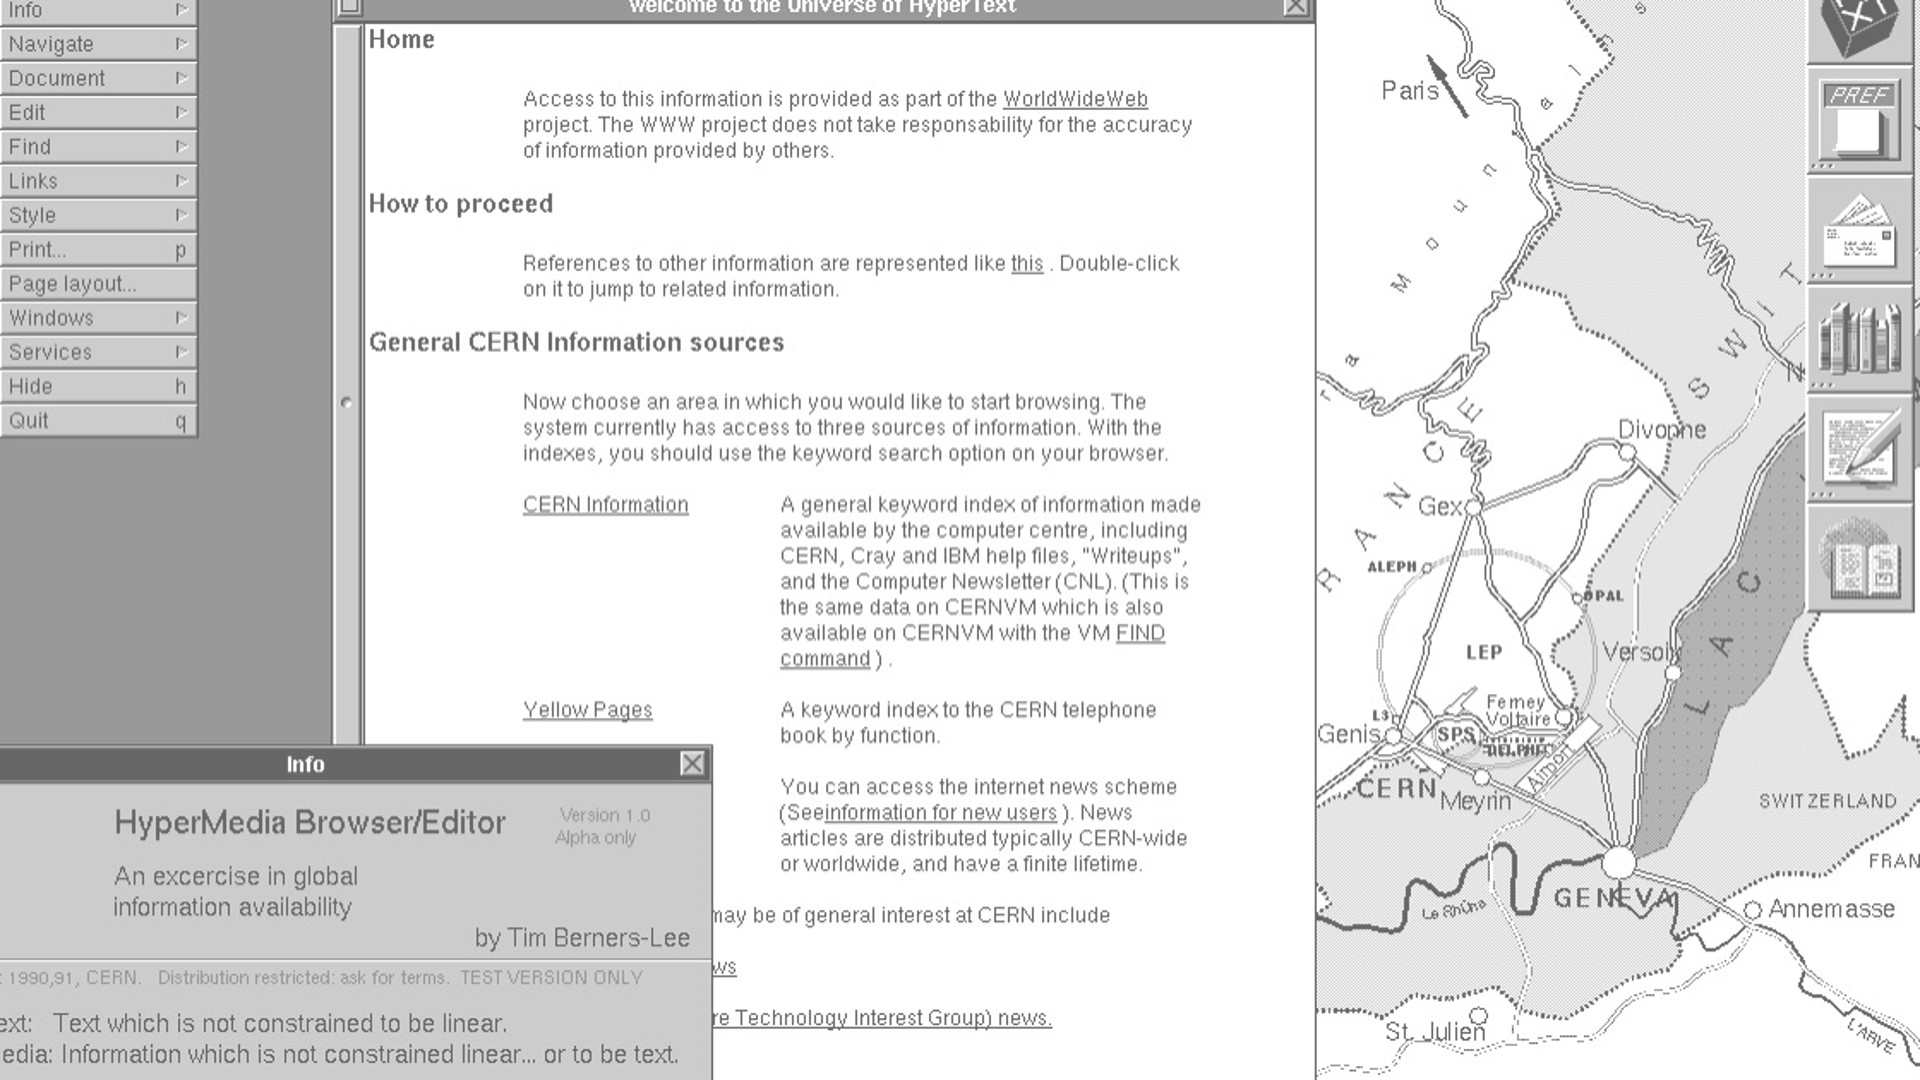 Info
Navigate
Document
Edit
Find
Links
Style
Print... p
Page layout...
Windows
Services
Hide h
Quit q
Welcome to the Universe of HyperText
Home
Access to this information is provided as part of the WorldWideWeb
project. The WWW project does not take responsability for the accuracy
of information provided by others.
How to proceed
References to other information are represented like this . Double-click
on it to jump to related information.
General CERN Information sources
Now choose an area in which you would like to start browsing. The
system currently has access to three sources of information. With the
indexes, you should use the keyword search option on your browser.
CERN Information
A general keyword index of information made
available by the computer centre, including
CERN, Cray and IBM help files, "Writeups",
and the Computer Newsletter (CNL). (This is
the same data on CERNVM which is also
available on CERNVM with the VM FIND
command ) .
Yellow Pages
A keyword index to the CERN telephone
book by function.
You can access the internet news scheme
(Seeinformation for new users ). News
articles are distributed typically CERN-wide
or worldwide, and have a finite lifetime.
may be of general interest at CERN include
ws
re Technology Interest Group) news.
Info
HyperMedia Browser/Editor
Version 1.0
Alpha only
An excercise in global
information availability
by Tim Berners-Lee
1990,91, CERN. Distribution restricted: ask for terms. TEST VERSION ONLY
ext: Text which is not constrained to be linear.
edia: Information which is not constrained linear... or to be text.
Paris
PREF
J u r a M o u n
S W I T
F R A N C E
Divonne
Gex
ALEPH
OPAL
LEP
Versoix
L A C
Ferney
Voltaire
L3
Genis
SPS
DELPHI
Airport
CERN
Meyrin
SWITZERLAND
FRAN
GENEVA
Le Rhône
Annemasse
St. Julien
L'ARVE